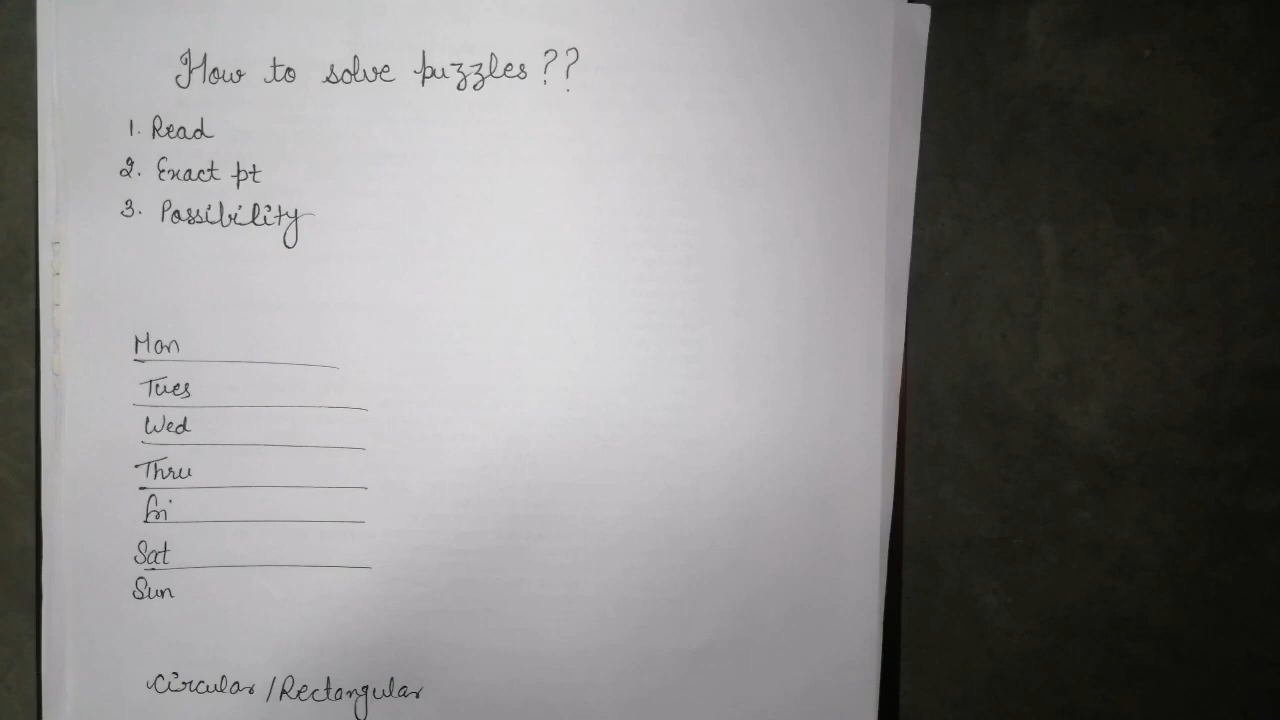 How to solve puzzles??
1. Read
2. Exact pt
3. Possibility
Mon
Tues
Wed
Thru
Fri
Sat
Sun
Circular/Rectangular